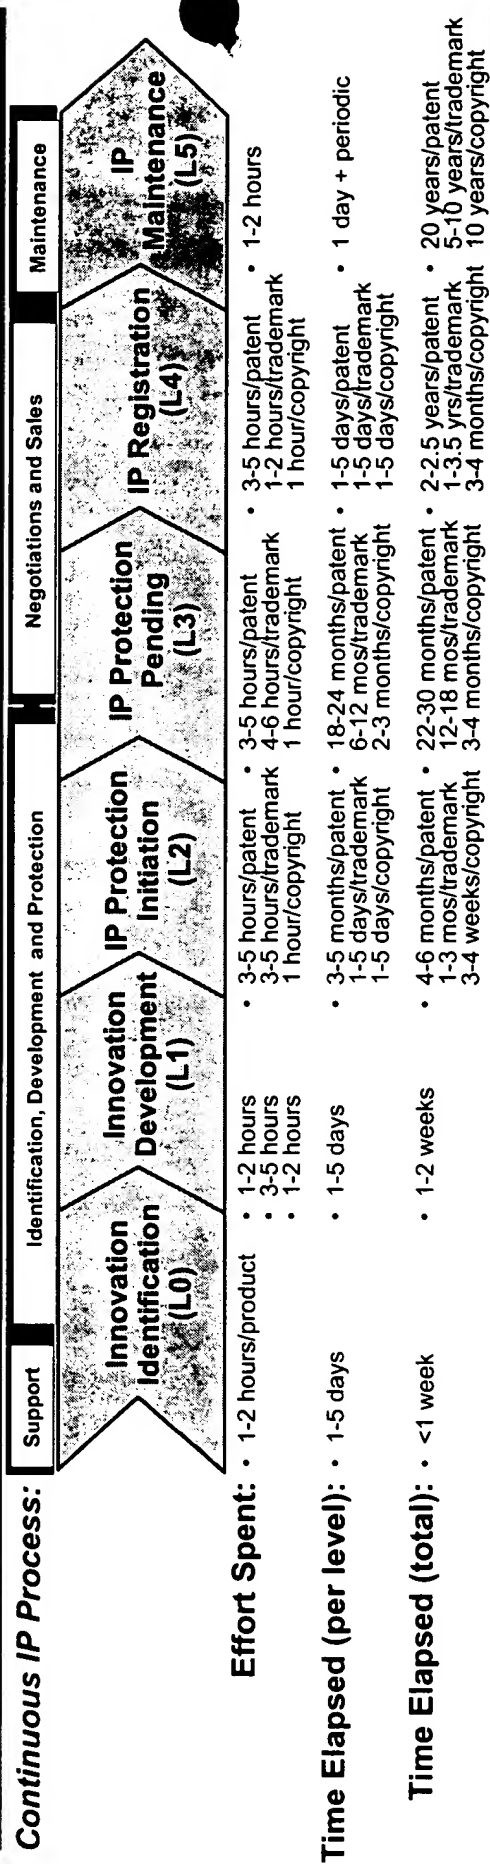 Continuous IP Process:
Support
Identification, Development and Protection
Negotiations and Sales
Maintenance
Innovation
Identification
(L0)
Innovation
Development
(L1)
IP Protection
Initiation
(L2)
IP Protection
Pending
(L3)
IP Registration
(L4)
IP
Maintenance
(L5)
Effort Spent:
• 1-2 hours/product
• 1-2 hours
• 3-5 hours
• 1-2 hours
• 3-5 hours/patent
3-5 hours/trademark
1 hour/copyright
• 3-5 hours/patent
4-6 hours/trademark
1 hour/copyright
• 3-5 hours/patent
1-2 hours/trademark
1 hour/copyright
• 1-2 hours
Time Elapsed (per level):
• 1-5 days
• 1-5 days
• 3-5 months/patent
1-5 days/trademark
1-5 days/copyright
• 18-24 months/patent
6-12 mos/trademark
2-3 months/copyright
• 1-5 days/patent
1-5 days/trademark
1-5 days/copyright
• 1 day + periodic
Time Elapsed (total):
• <1 week
• 1-2 weeks
• 4-6 months/patent
1-3 mos/trademark
3-4 weeks/copyright
• 22-30 months/patent
12-18 mos/trademark
3-4 months/copyright
• 2-2.5 years/patent
1-3.5 yrs/trademark
3-4 months/copyright
• 20 years/patent
5-10 years/trademark
10 years/copyright